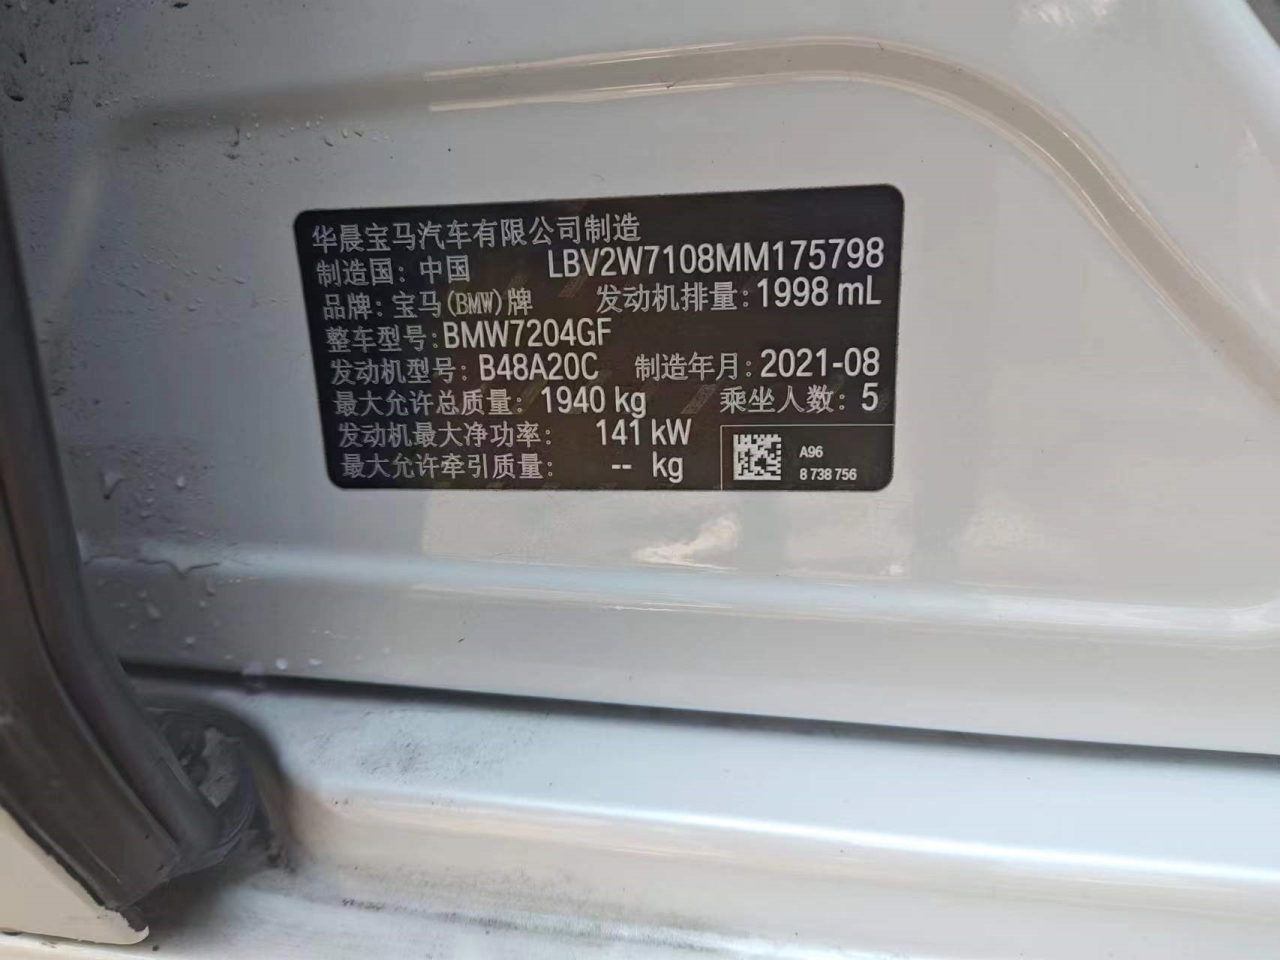 华晨宝马汽车有限公司制造
制造国：中国 LBV2W7108MM175798
品牌：宝马(BMW)牌 发动机排量：1998 mL
整车型号：BMW7204GF
发动机型号：B48A20C 制造年月：2021-08
最大允许总质量：1940 kg 乘坐人数：5
发动机最大净功率：141 kW
最大允许牵引质量：-- kg
A96
8 738 756